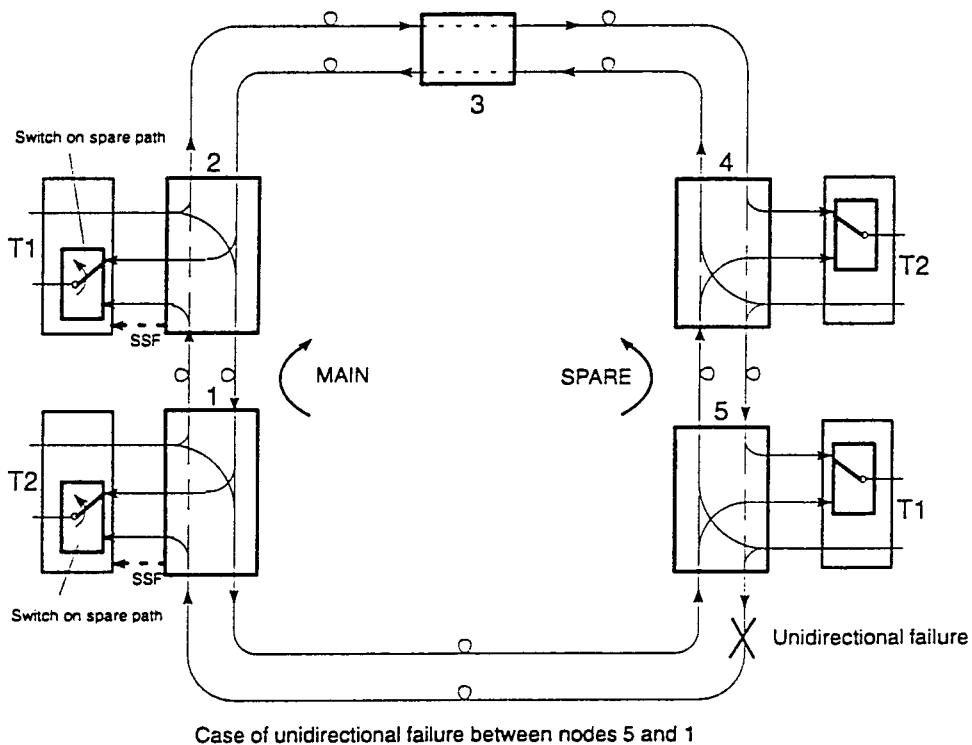 3
Switch on spare path
2
4
T1
T2
SSF
MAIN
SPARE
1
5
T2
T1
SSF
Switch on spare path
Unidirectional failure
Case of unidirectional failure between nodes 5 and 1